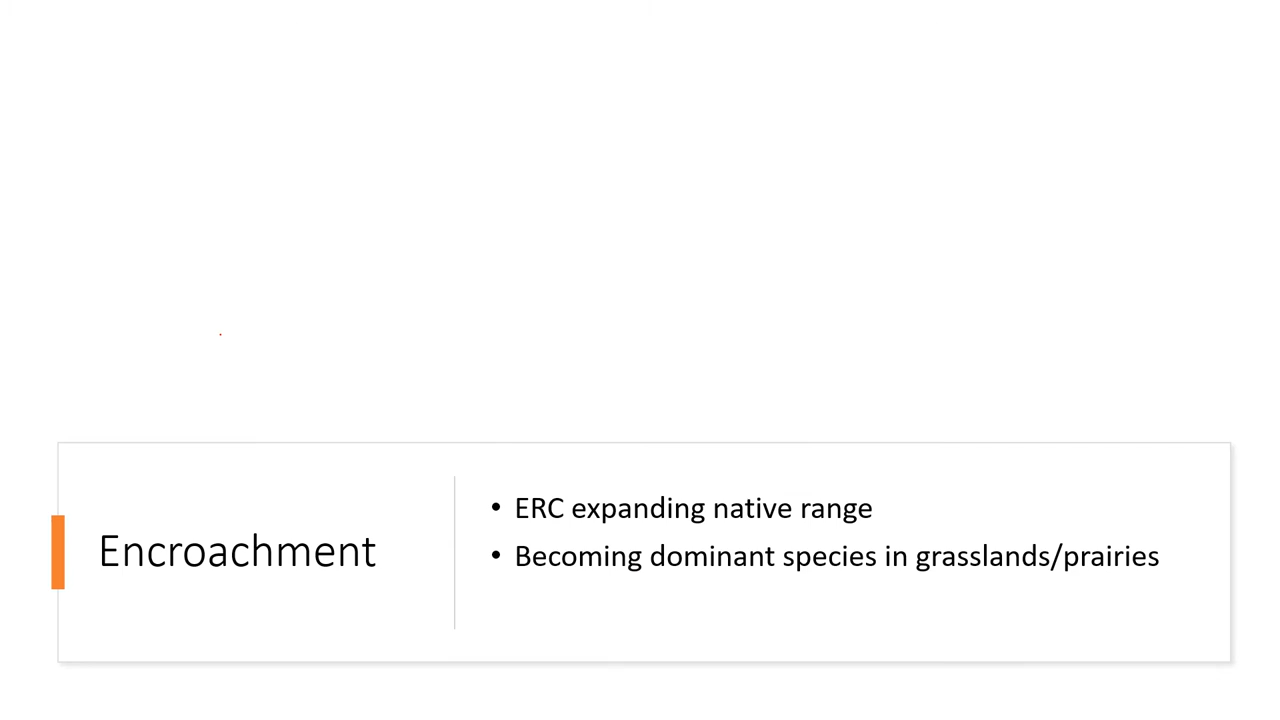 Encroachment
• ERC expanding native range
• Becoming dominant species in grasslands/prairies